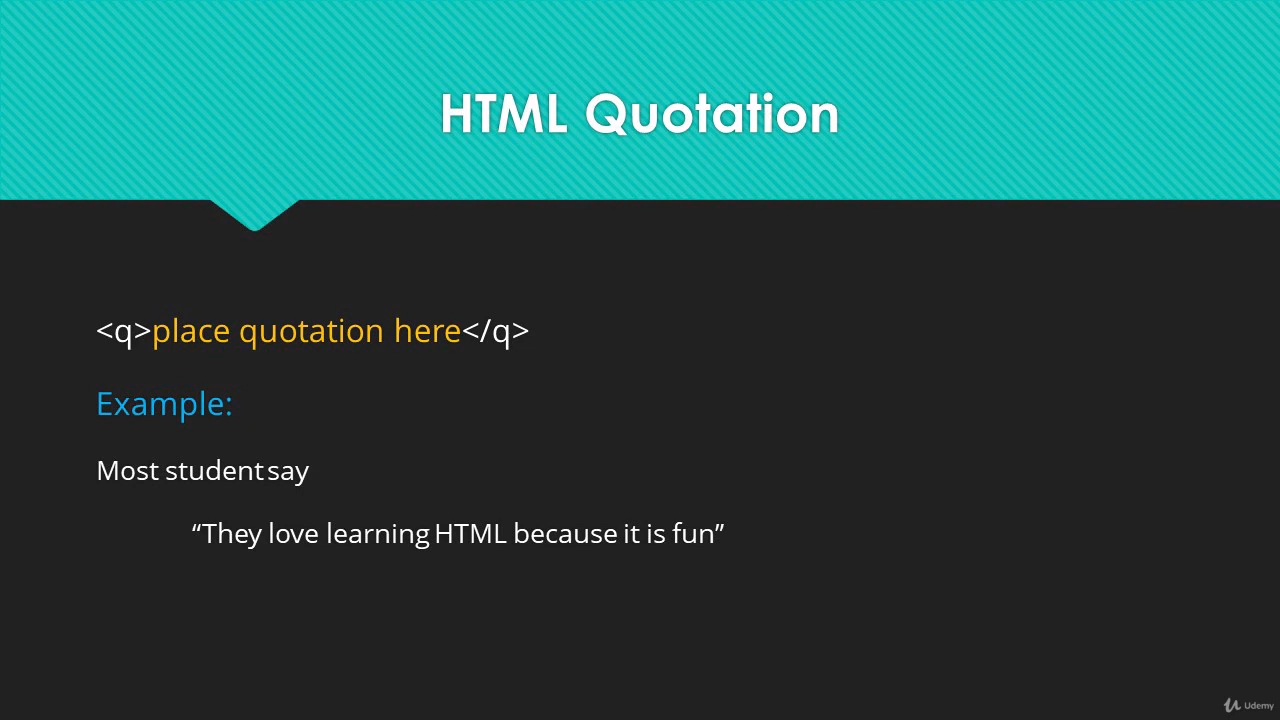 HTML Quotation
<q>place quotation here</q>
Example:
Most student say
“They love learning HTML because it is fun”
Udemy